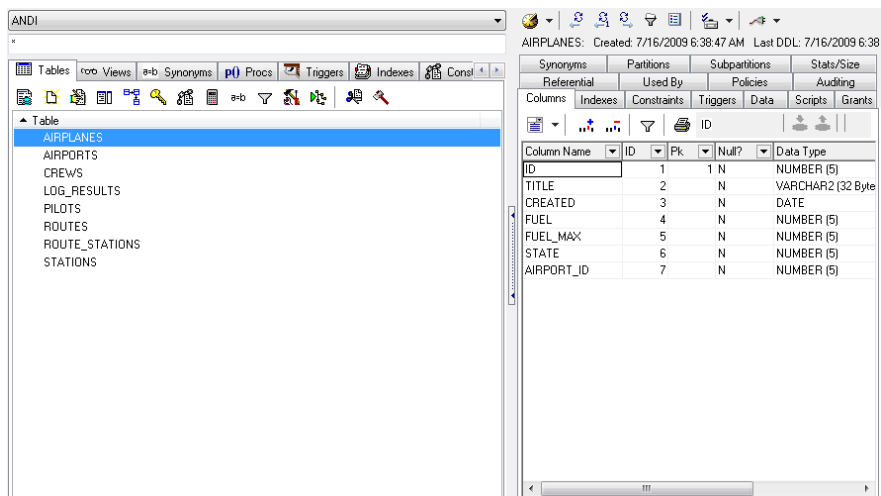 ANDI
*
Tables Views a=b Synonyms p() Procs Triggers Indexes Const
a=b
Table
AIRPLANES
AIRPORTS
CREWS
LOG_RESULTS
PILOTS
ROUTES
ROUTE_STATIONS
STATIONS
AIRPLANES: Created: 7/16/2009 6:38:47 AM Last DDL: 7/16/2009 6:38
Synonyms Partitions Subpartitions Stats/Size
Referential Used By Policies Auditing
Columns Indexes Constraints Triggers Data Scripts Grants
ID
Column Name ID Pk Null? Data Type
ID 1 1 N NUMBER (5)
TITLE 2 N VARCHAR2 (32 Byte
CREATED 3 N DATE
FUEL 4 N NUMBER (5)
FUEL_MAX 5 N NUMBER (5)
STATE 6 N NUMBER (5)
AIRPORT_ID 7 N NUMBER (5)